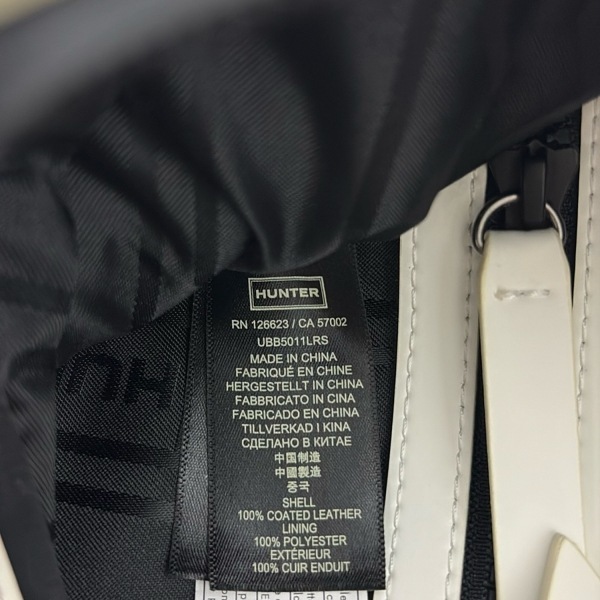 HUNTER
RN 126623 / CA 57002
UBB5011LRS
MADE IN CHINA
FABRIQUÉ EN CHINE
HERGESTELLT IN CHINA
FABBRICATO IN CINA
FABRICADO EN CHINA
TILLVERKAD I KINA
СДЕЛАНО В КИТАЕ
中国制造
中國製造
중국
SHELL
100% COATED LEATHER
LINING
100% POLYESTER
EXTÉRIEUR
100% CUIR ENDUIT